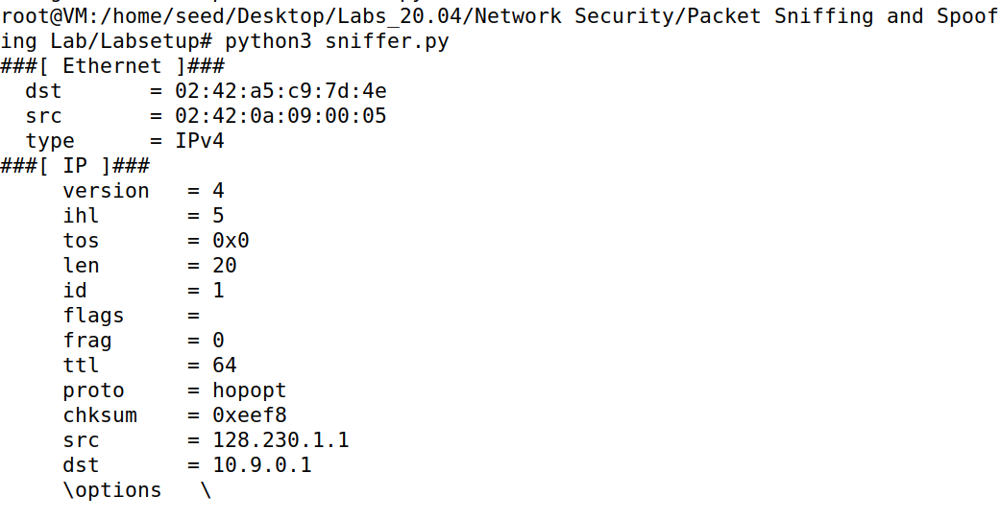 root@VM:/home/seed/Desktop/Labs_20.04/Network Security/Packet Sniffing and Spoof
ing Lab/Labsetup# python3 sniffer.py
###[ Ethernet ]###
  dst       = 02:42:a5:c9:7d:4e
  src       = 02:42:0a:09:00:05
  type      = IPv4
###[ IP ]###
     version   = 4
     ihl       = 5
     tos       = 0x0
     len       = 20
     id        = 1
     flags     =
     frag      = 0
     ttl       = 64
     proto     = hopopt
     chksum    = 0xeef8
     src       = 128.230.1.1
     dst       = 10.9.0.1
     \options   \